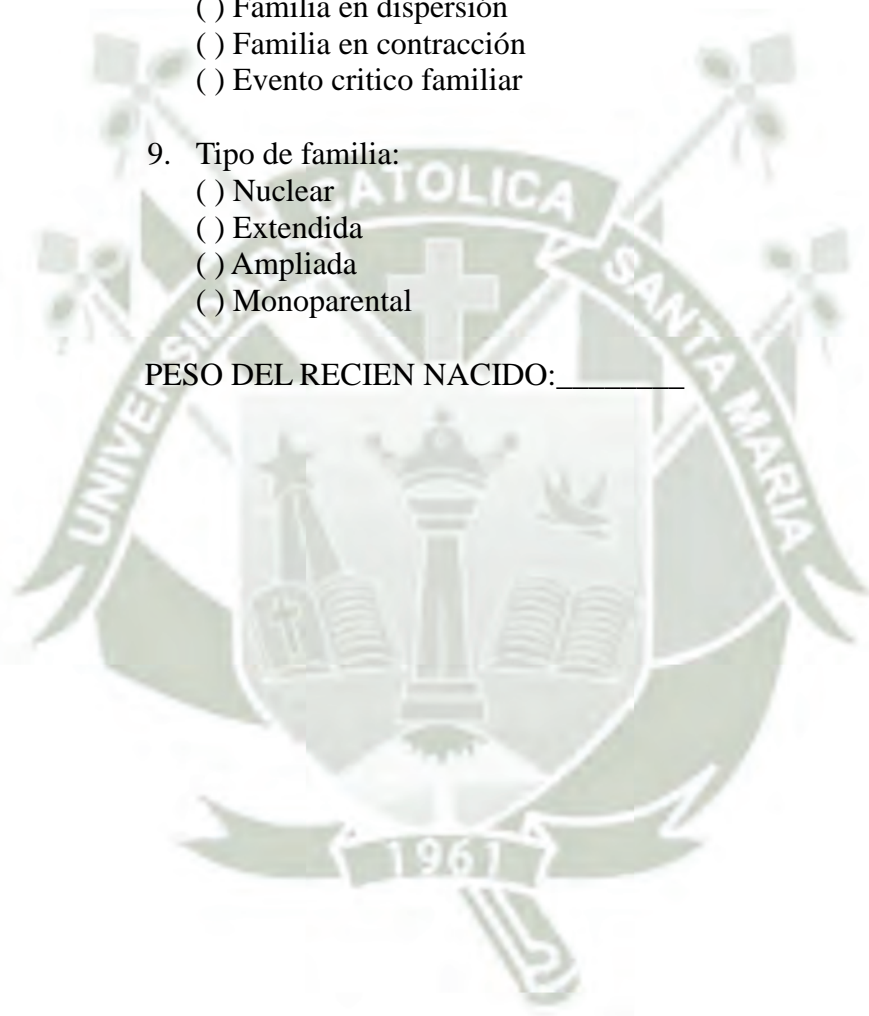 ( ) Familia en dispersión
( ) Familia en contracción
( ) Evento critico familiar
9. Tipo de familia:
( ) Nuclear
( ) Extendida
( ) Ampliada
( ) Monoparental
PESO DEL RECIEN NACIDO:________
CATOLICA
SANTA MARIA
1961